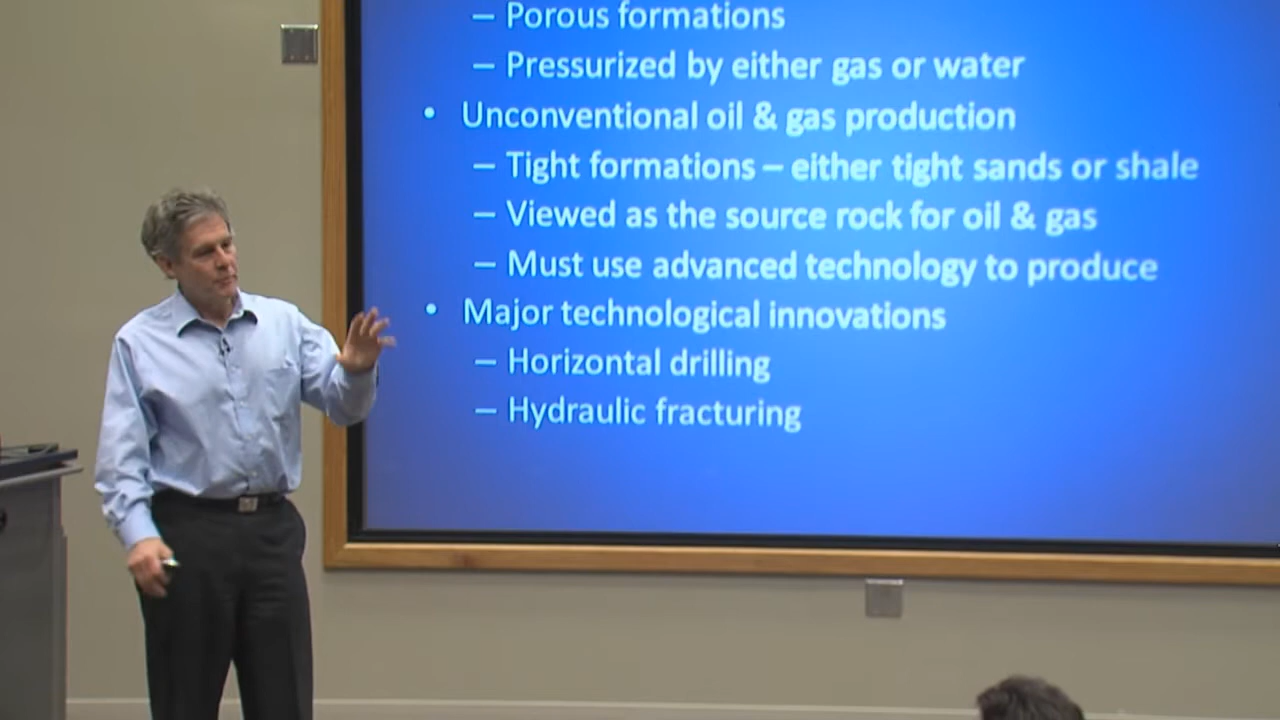 – Porous formations
– Pressurized by either gas or water
• Unconventional oil & gas production
– Tight formations – either tight sands or shale
– Viewed as the source rock for oil & gas
– Must use advanced technology to produce
• Major technological innovations
– Horizontal drilling
– Hydraulic fracturing